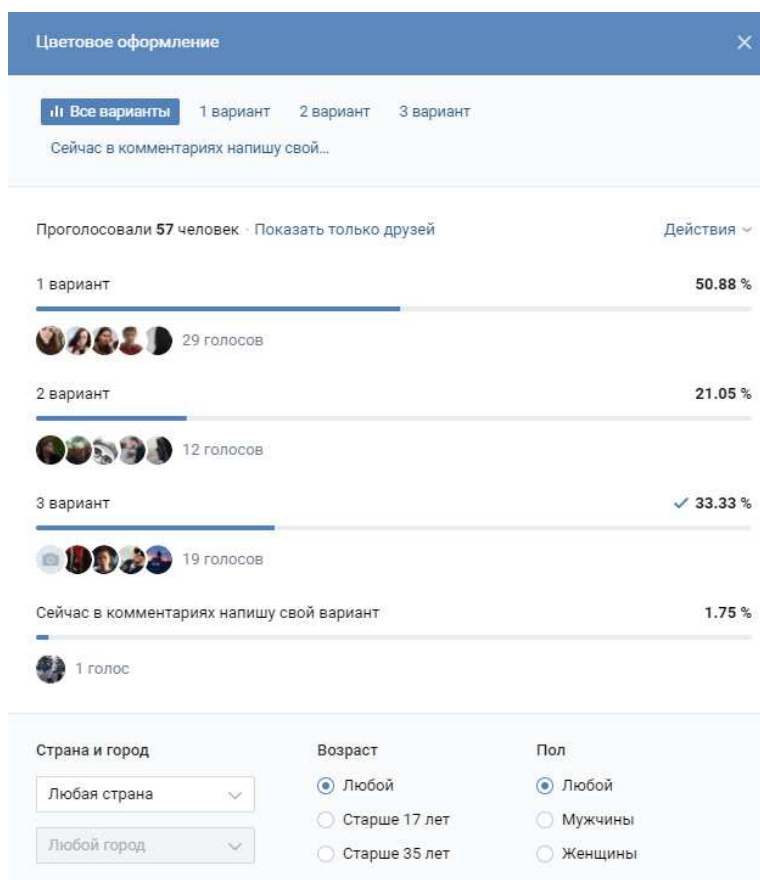 Цветовое оформление
Все варианты 1 вариант 2 вариант 3 вариант
Сейчас в комментариях напишу свой...
Проголосовали 57 человек · Показать только друзей Действия
1 вариант 50.88 %
29 голосов
2 вариант 21.05 %
12 голосов
3 вариант 33.33 %
19 голосов
Сейчас в комментариях напишу свой вариант 1.75 %
1 голос
Страна и город Возраст Пол
Любая страна Любой Любой
Старше 17 лет Мужчины
Любой город Старше 35 лет Женщины